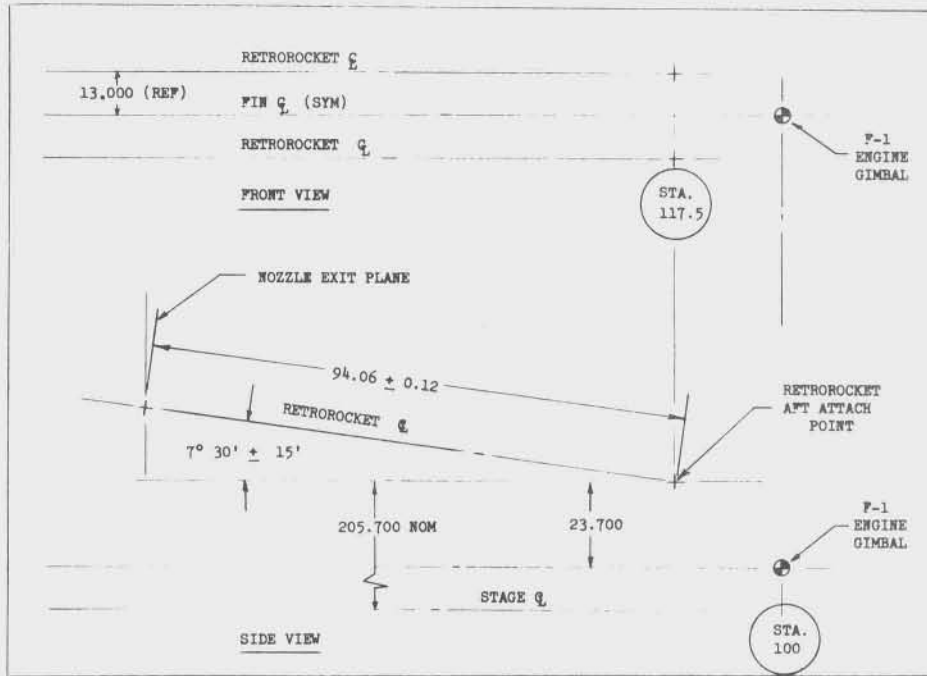 RETROROCKET ℄
13.000 (REF)
FIN ℄ (SYM)
RETROROCKET ℄
FRONT VIEW
STA.
117.5
F-1
ENGINE
GIMBAL
NOZZLE EXIT PLANE
94.06 ± 0.12
RETROROCKET ℄
7° 30' ± 15'
RETROROCKET
AFT ATTACH
POINT
205.700 NOM
23.700
F-1
ENGINE
GIMBAL
STAGE ℄
SIDE VIEW
STA.
100